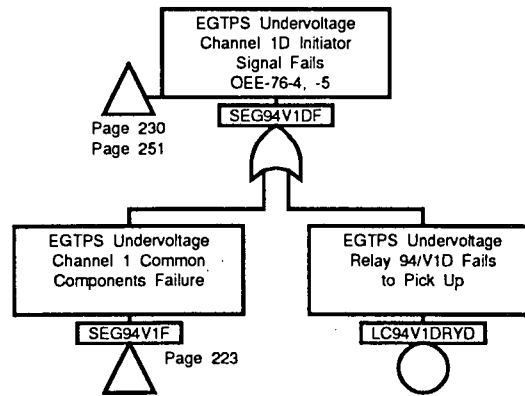 EGTPS Undervoltage
Channel 1D Initiator
Signal Fails
OEE-76-4, -5
SEG94V1DF
Page 230
Page 251
EGTPS Undervoltage
Channel 1 Common
Components Failure
SEG94V1F
Page 223
EGTPS Undervoltage
Relay 94/V1D Fails
to Pick Up
LC94V1DRYD